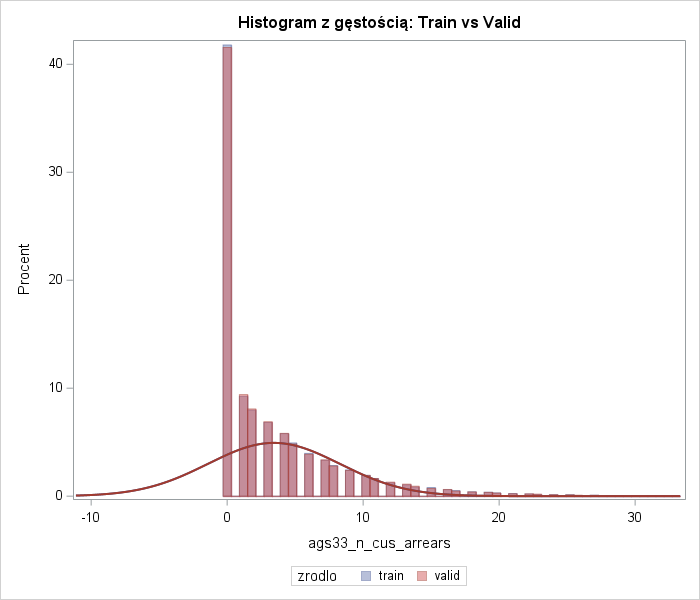 Histogram z gęstością: Train vs Valid
40
30
20
10
0
Procent
-10 0 10 20 30
ags33_n_cus_arrears
zrodlo train valid